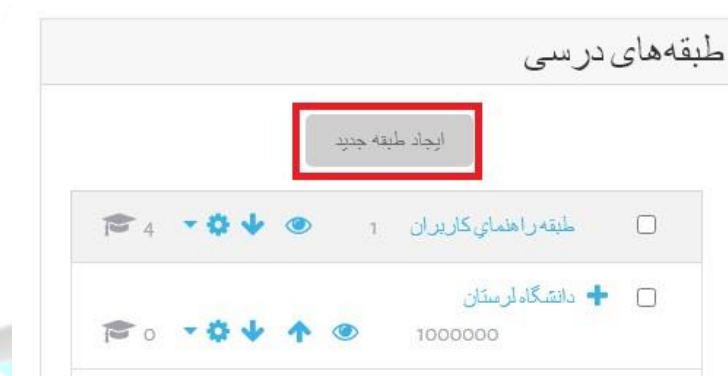 طبقه‌های درسی
ایجاد طبقه جدید
طبقه راهنمای کاربران 1 4
دانشگاه لرستان
1000000 0